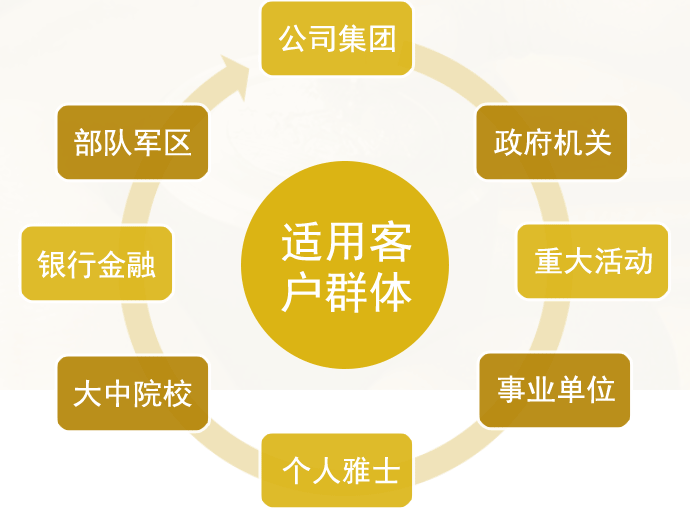 公司集团
政府机关
重大活动
事业单位
个人雅士
大中院校
银行金融
部队军区
适用客
户群体